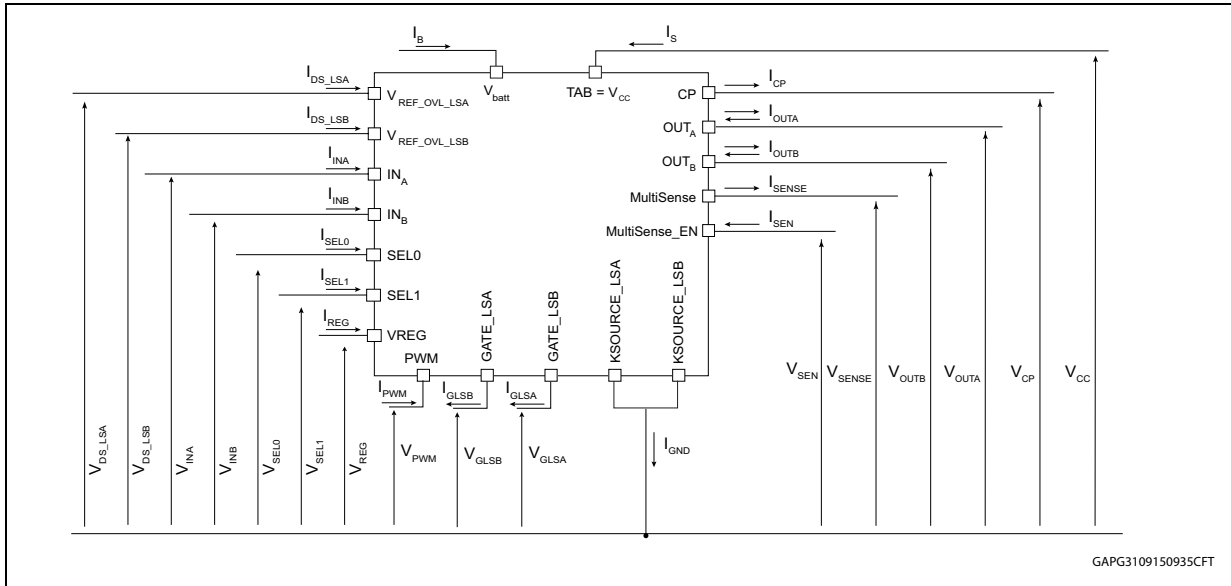 I_B
I_S
I_DS_LSA
V_batt
TAB = V_CC
I_CP
V_REF_OVL_LSA
CP
I_DS_LSB
I_OUTA
V_REF_OVL_LSB
OUT_A
I_INA
I_OUTB
IN_A
OUT_B
I_INB
I_SENSE
IN_B
MultiSense
I_SEL0
I_SEN
SEL0
MultiSense_EN
I_SEL1
SEL1
I_REG
VREG
PWM
GATE_LSA
GATE_LSB
KSOURCE_LSA
KSOURCE_LSB
I_PWM
I_GLSB
I_GLSA
I_GND
V_DS_LSA
V_DS_LSB
V_INA
V_INB
V_SEL0
V_SEL1
V_REG
V_PWM
V_GLSB
V_GLSA
V_SEN
V_SENSE
V_OUTB
V_OUTA
V_CP
V_CC
GAPG3109150935CFT